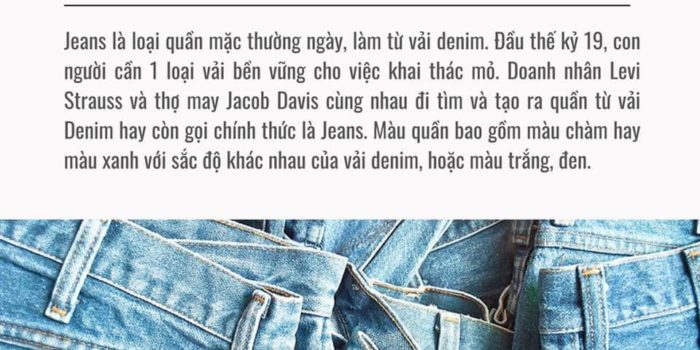 Jeans là loại quần mặc thường ngày, làm từ vải denim. Đầu thế kỷ 19, con
người cần 1 loại vải bền vững cho việc khai thác mỏ. Doanh nhân Levi
Strauss và thợ may Jacob Davis cùng nhau đi tìm và tạo ra quần từ vải
Denim hay còn gọi chính thức là Jeans. Màu quần bao gồm màu chàm hay
màu xanh với sắc độ khác nhau của vải denim, hoặc màu trắng, đen.